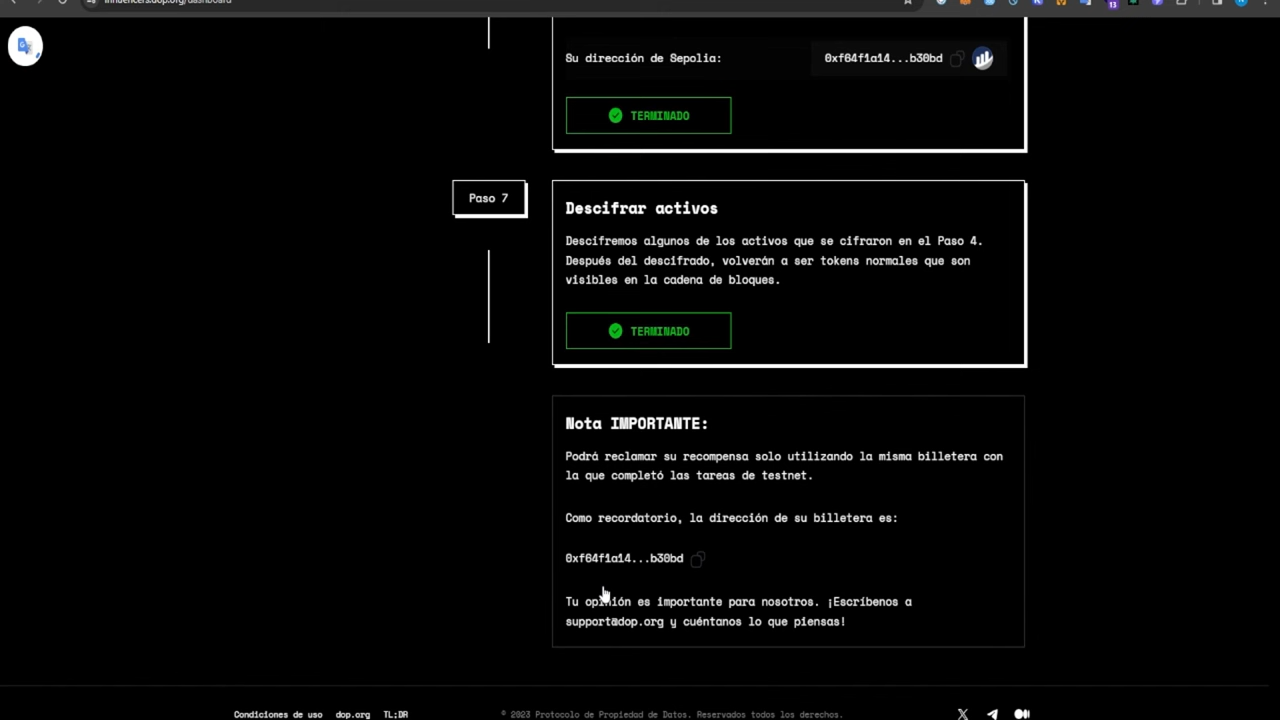 influencers.dop.org/dashboard
13
Su dirección de Sepolia:
0xf64f1a14...b30bd
TERMINADO
Paso 7
Descifrar activos
Descifremos algunos de los activos que se cifraron en el Paso 4.
Después del descifrado, volverán a ser tokens normales que son
visibles en la cadena de bloques.
TERMINADO
Nota IMPORTANTE:
Podrá reclamar su recompensa solo utilizando la misma billetera con
la que completó las tareas de testnet.
Como recordatorio, la dirección de su billetera es:
0xf64f1a14...b30bd
Tu opinión es importante para nosotros. ¡Escríbenos a
support@dop.org y cuéntanos lo que piensas!
Condiciones de uso dop.org TL;DR
© 2023 Protocolo de Propiedad de Datos. Reservados todos los derechos.